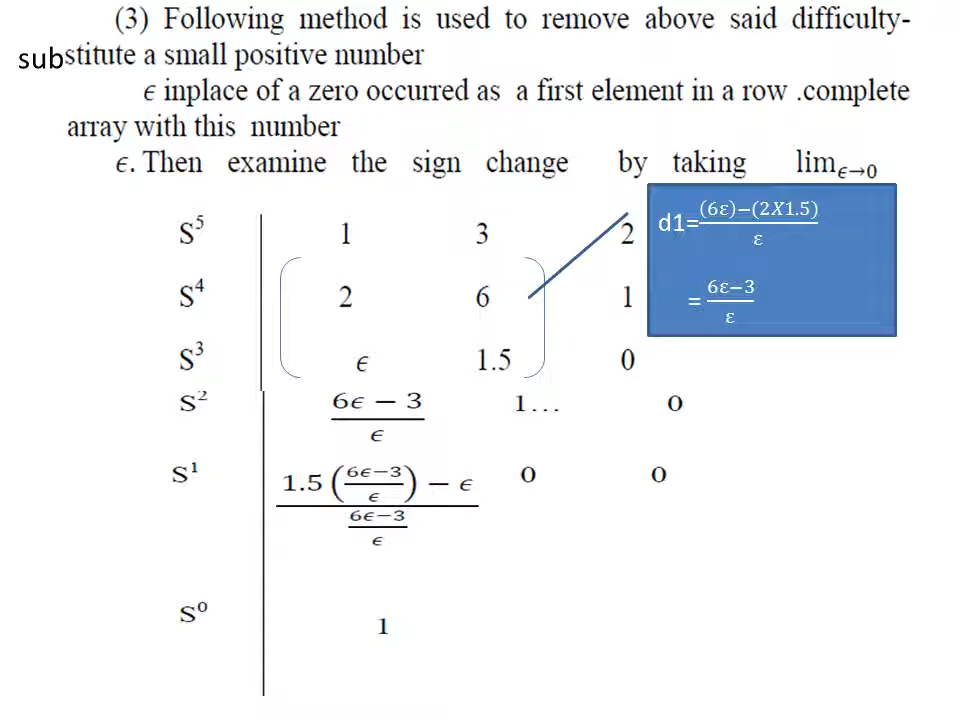 (3) Following method is used to remove above said difficulty-
substitute a small positive number
ϵ inplace of a zero occurred as a first element in a row .complete
array with this number
ϵ. Then examine the sign change by taking lim_{ϵ→0}
d1=((6ε)−(2X1.5))/ε
= (6ε−3)/ε
S⁵ 1 3 2
S⁴ 2 6 1
S³ ϵ 1.5 0
S² (6ϵ − 3)/ϵ 1... 0
S¹ (1.5((6ϵ−3)/ϵ) − ϵ)/((6ϵ−3)/ϵ) 0 0
S⁰ 1